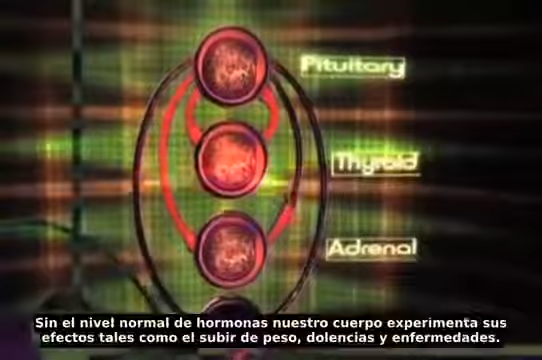 Pituitary
Thyroid
Adrenal
Sin el nivel normal de hormonas nuestro cuerpo experimenta sus
efectos tales como el subir de peso, dolencias y enfermedades.